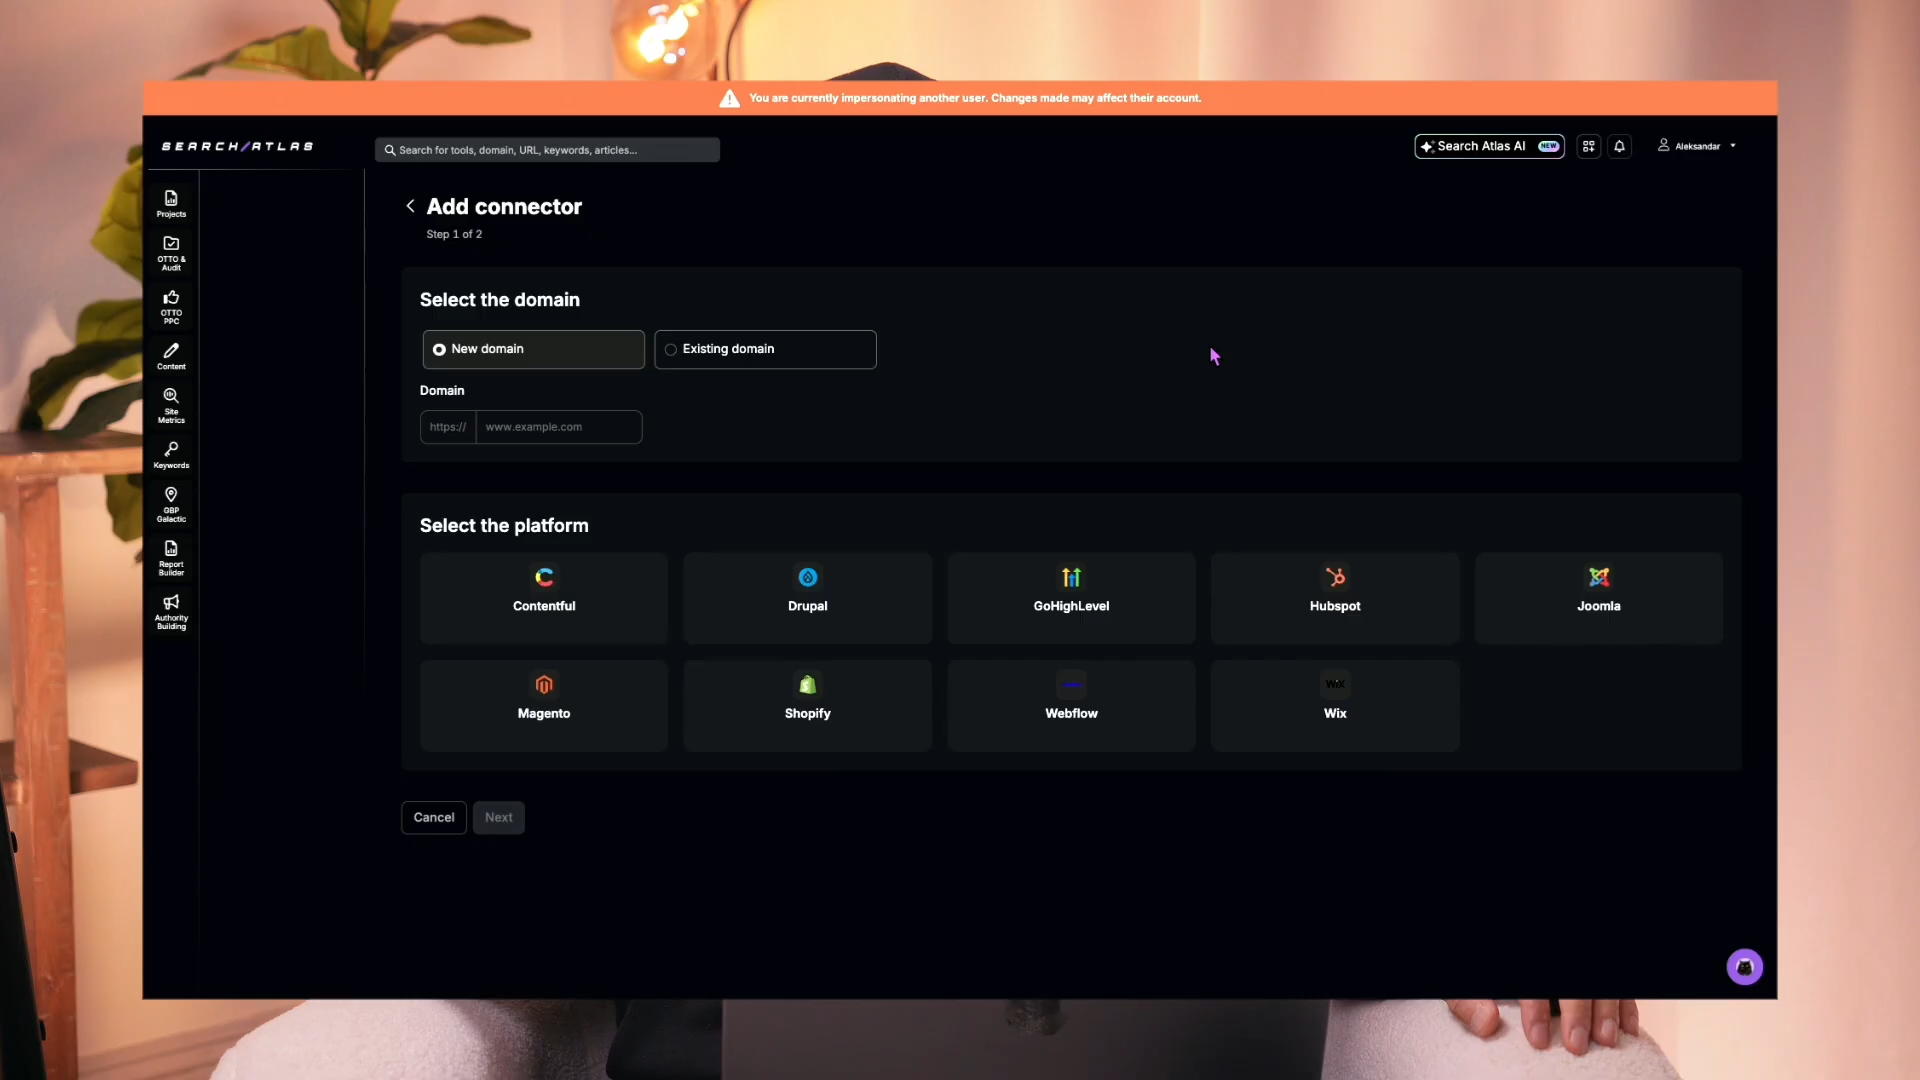 You are currently impersonating another user. Changes made may affect their account.
SEARCH/ATLAS
Search for tools, domain, URL, keywords, articles...
Search Atlas AI NEW
Aleksandar
Projects
OTTO &
Audit
OTTO
PPC
Content
Site
Metrics
Keywords
GBP
Galactic
Report
Builder
Authority
Building
Add connector
Step 1 of 2
Select the domain
New domain
Existing domain
Domain
https://
www.example.com
Select the platform
Contentful
Drupal
GoHighLevel
Hubspot
Joomla
Magento
Shopify
Webflow
WiX
Wix
Cancel
Next